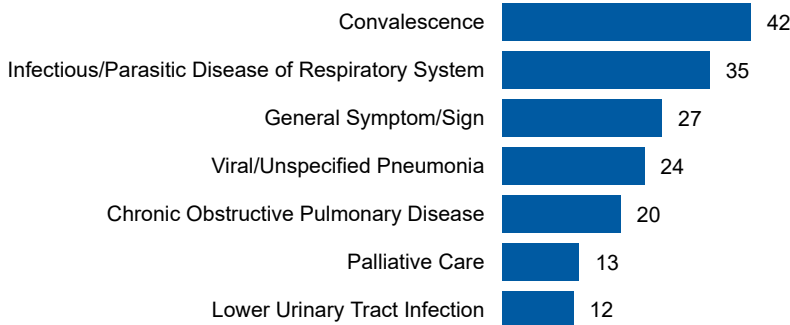 Convalescence 42
Infectious/Parasitic Disease of Respiratory System 35
General Symptom/Sign 27
Viral/Unspecified Pneumonia 24
Chronic Obstructive Pulmonary Disease 20
Palliative Care 13
Lower Urinary Tract Infection 12